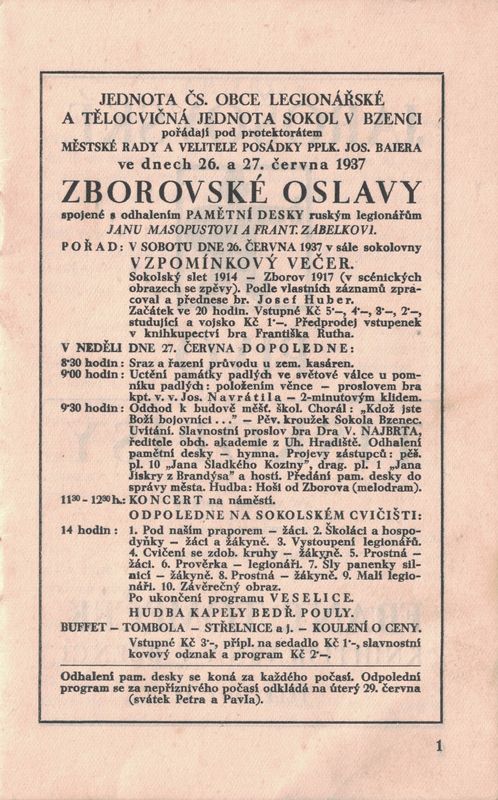 JEDNOTA ČS. OBCE LEGIONÁŘSKÉ
A TĚLOCVIČNÁ JEDNOTA SOKOL V BZENCI
pořádají pod protektorátem
MĚSTSKÉ RADY A VELITELE POSÁDKY PPLK. JOS. BAIERA
ve dnech 26. a 27. června 1937
ZBOROVSKÉ OSLAVY
spojené s odhalením PAMĚTNÍ DESKY ruským legionářům
JANU MASOPUSTOVI A FRANT. ZÁBELKOVI.
POŘAD: V SOBOTU DNE 26. ČERVNA 1937 v sále sokolovny
VZPOMÍNKOVÝ VEČER.
Sokolský slet 1914 – Zborov 1917 (v scénických
obrazech se zpěvy). Podle vlastních záznamů zpra-
coval a přednese br. Josef Huber.
Začátek ve 20 hodin. Vstupné Kč 5·–, 4·–, 3·–, 2·–,
studující a vojsko Kč 1·–. Předprodej vstupenek
v knihkupectví bra Františka Rutha.
V NEDĚLI DNE 27. ČERVNA DOPOLEDNE:
8·30 hodin: Sraz a řazení průvodu u zem. kasáren.
9·00 hodin: Uctění památky padlých ve světové válce u pom-
níku padlých: položením věnce – proslovem bra
kpt. v v. Jos. Navrátila – 2-minutovým klidem.
9·30 hodin: Odchod k budově měšť. škol. Chorál: „Kdož jste
Boží bojovníci . . .” – Pěv. kroužek Sokola Bzenec.
Uvítání. Slavnostní proslov bra Dra V. NAJBRTA,
ředitele obch. akademie z Uh. Hradiště. Odhalení
pamětní desky – hymna. Projevy zástupců: pěš.
pl. 10 „Jana Sladkého Koziny”, drag. pl. 1 „Jana
Jiskry z Brandýsa” a hostí. Předání pam. desky do
správy města. Hudba: Hoši od Zborova (melodram).
11³⁰ - 12³⁰ h.: KONCERT na náměstí.
ODPOLEDNE NA SOKOLSKÉM CVIČIŠTI:
14 hodin: 1. Pod naším praporem – žáci. 2. Školáci a hospo-
dyňky – žáci a žákyně. 3. Vystoupení legionářů.
4. Cvičení se zdob. kruhy – žákyně. 5. Prostná –
žáci. 6. Prověrka – legionáři. 7. Šly panenky sil-
nicí – žákyně. 8. Prostná – žákyně. 9. Malí legio-
náři. 10. Závěrečný obraz.
Po ukončení programu VESELICE.
HUDBA KAPELY BEDŘ. POULY.
BUFFET – TOMBOLA – STŘELNICE a j. – KOULENÍ O CENY.
Vstupné Kč 3·–, přípl. na sedadlo Kč 1·–, slavnostní
kovový odznak a program Kč 2·–.
Odhalení pam. desky se koná za každého počasí. Odpolední
program se za nepříznivého počasí odkládá na úterý 29. června
(svátek Petra a Pavla).
1